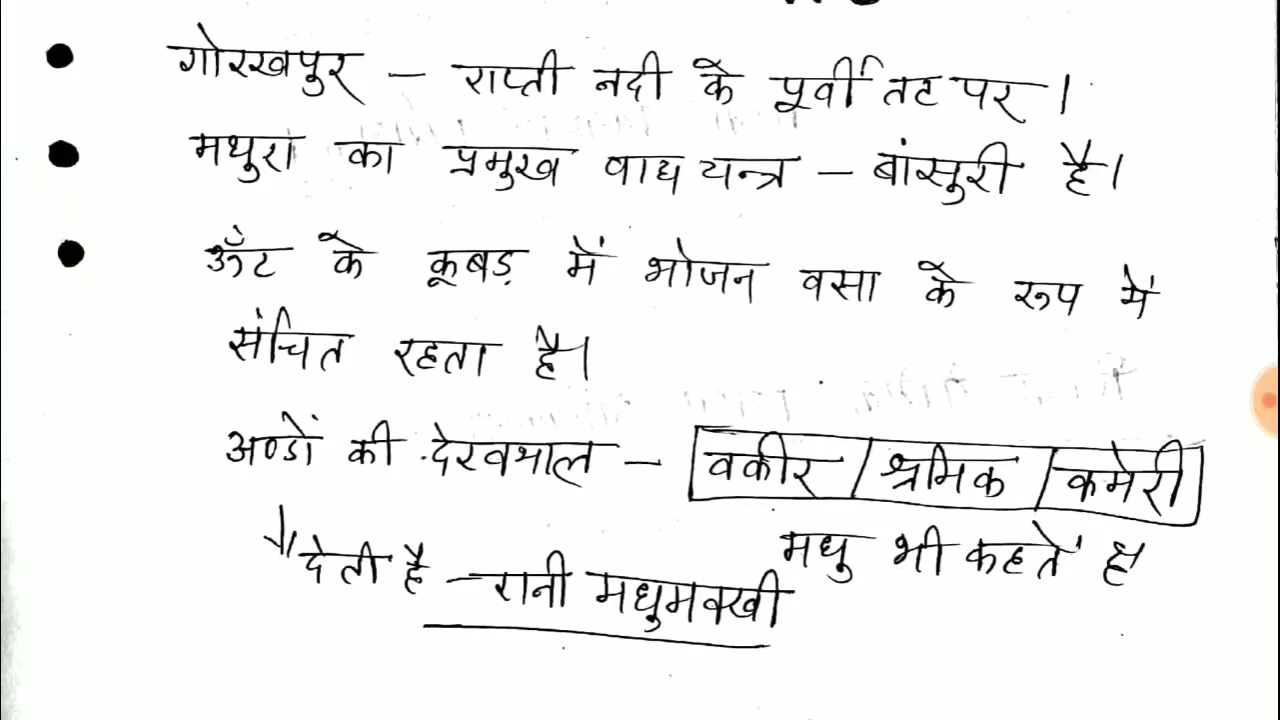 गोरखपुर – राप्ती नदी के पूर्वी तट पर ।
मथुरा का प्रमुख वाद्य यन्त्र – बांसुरी है।
ऊँट के कूबड़ में भोजन वसा के रूप में
संचित रहता है।
अण्डों की देखभाल – वर्कीर / श्रमिक / कमेरी
मधु भी कहतें हैं
" देती है – रानी मधुमक्खी